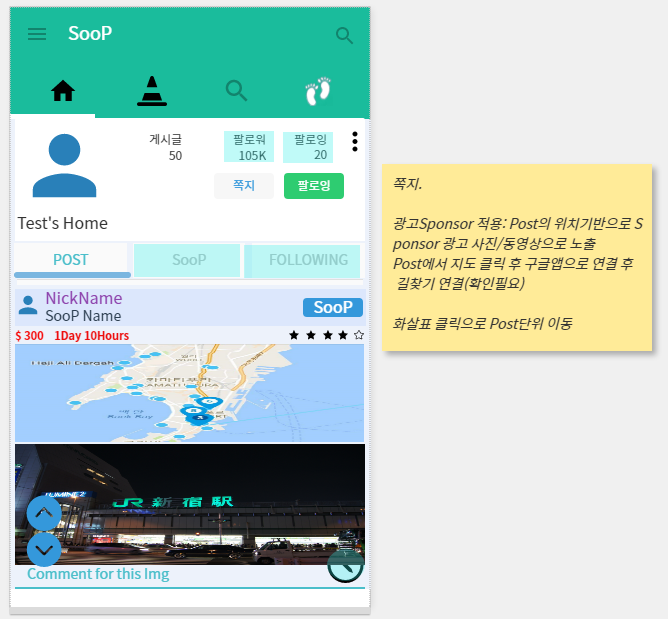 SooP
게시글
50
팔로워
105K
팔로잉
20
쪽지
팔로잉
Test's Home
POST
SooP
FOLLOWING
NickName
SooP Name
SooP
$ 300 1Day 10Hours
Haji Ali Dargah
JR 新宿駅
Comment for this Img
쪽지.
광고Sponsor 적용: Post의 위치기반으로 S
ponsor 광고 사진/동영상으로 노출
Post에서 지도 클릭 후 구글앱으로 연결 후
길찾기 연결(확인필요)
화살표 클릭으로 Post단위 이동